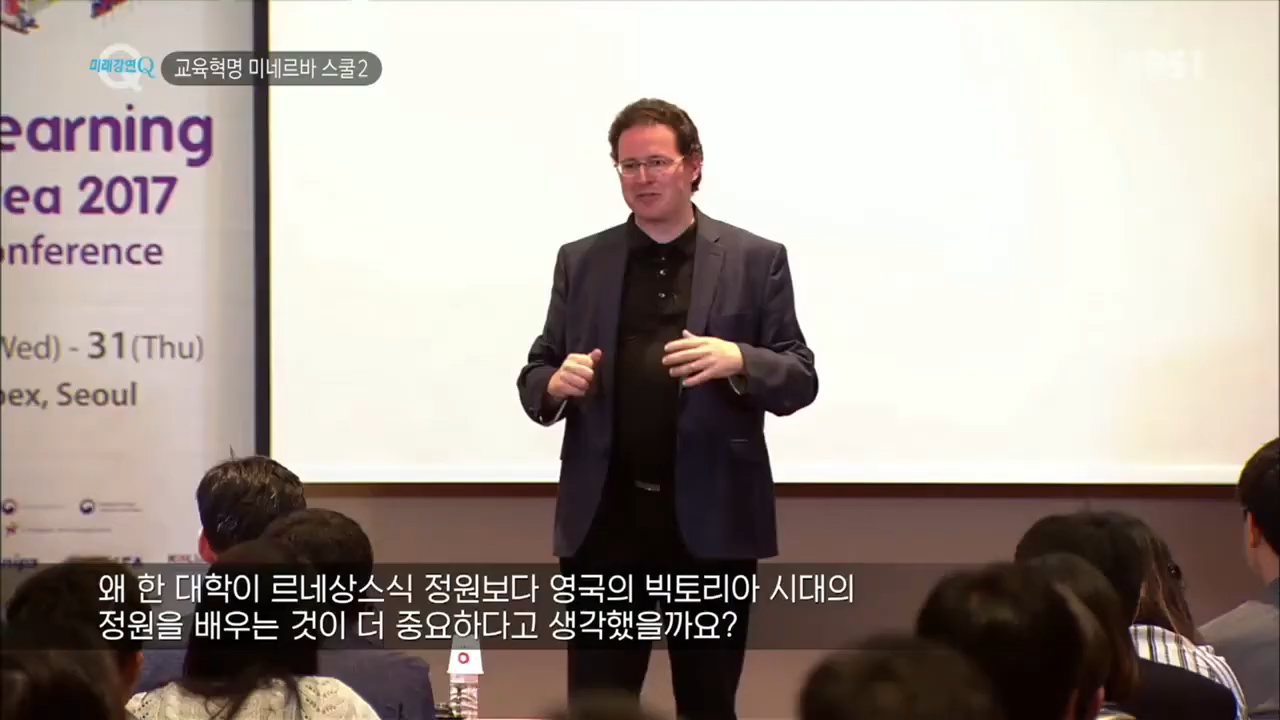 미래강연Q
교육혁명 미네르바 스쿨2
earning
ea 2017
onference
Wed) - 31(Thu)
ex, Seoul
왜 한 대학이 르네상스식 정원보다 영국의 빅토리아 시대의
정원을 배우는 것이 더 중요하다고 생각했을까요?